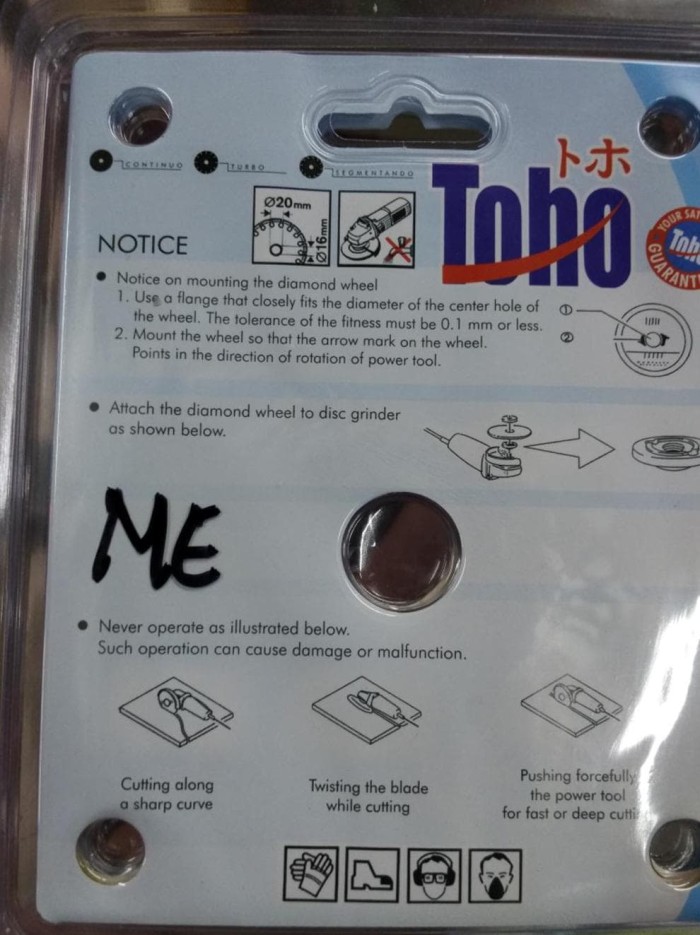 CONTINUO TURBO SEGMENTANDO
トホ
Toho
Ø20mm
Ø16mm
YOUR SA
Toh
GUARANT
NOTICE
● Notice on mounting the diamond wheel
1. Use a flange that closely fits the diameter of the center hole of
the wheel. The tolerance of the fitness must be 0.1 mm or less.
2. Mount the wheel so that the arrow mark on the wheel.
Points in the direction of rotation of power tool.
①
②
● Attach the diamond wheel to disc grinder
as shown below.
ME
● Never operate as illustrated below.
Such operation can cause damage or malfunction.
Cutting along
a sharp curve
Twisting the blade
while cutting
Pushing forcefully
the power tool
for fast or deep cutti